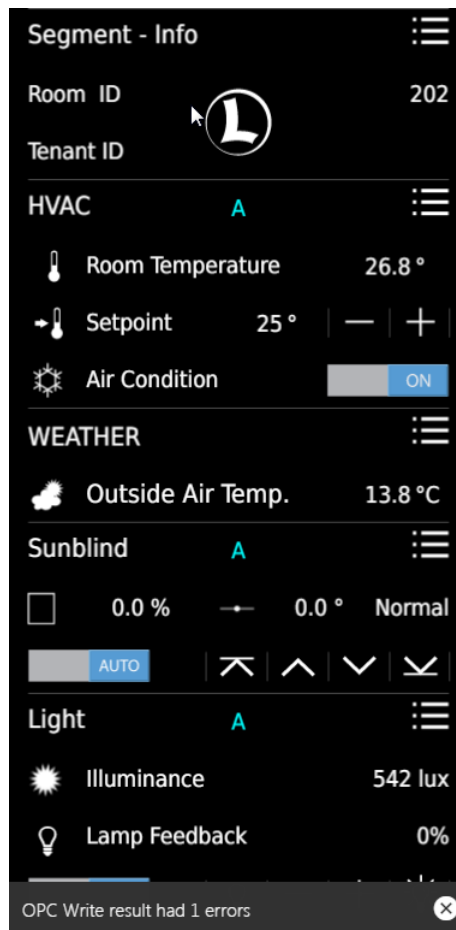 Segment - Info
Room ID 202
L
Tenant ID
HVAC A
Room Temperature 26.8 °
Setpoint 25 ° — +
Air Condition ON
WEATHER
Outside Air Temp. 13.8 °C
Sunblind A
0.0 % 0.0 ° Normal
AUTO
Light A
Illuminance 542 lux
Lamp Feedback 0%
OPC Write result had 1 errors